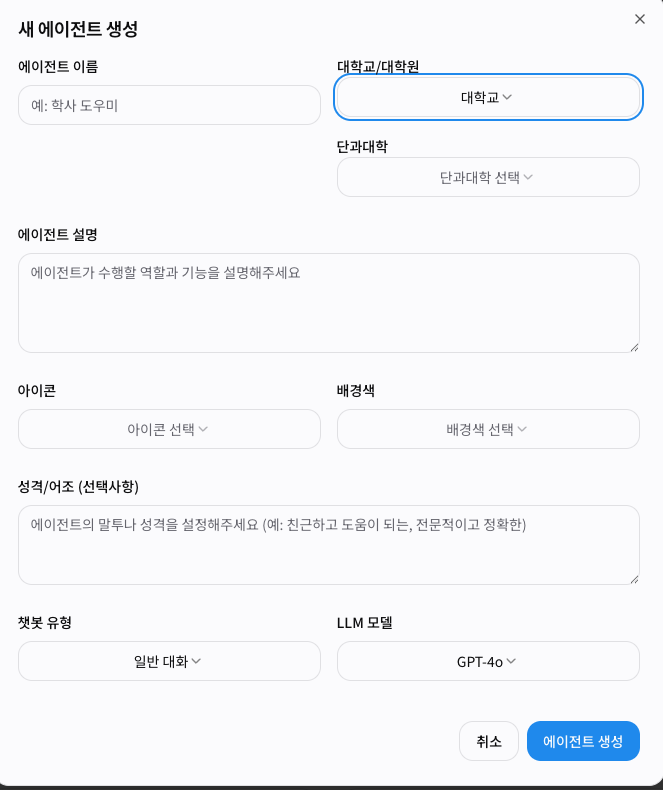 새 에이전트 생성
에이전트 이름
예: 학사 도우미
대학교/대학원
대학교
단과대학
단과대학 선택
에이전트 설명
에이전트가 수행할 역할과 기능을 설명해주세요
아이콘
아이콘 선택
배경색
배경색 선택
성격/어조 (선택사항)
에이전트의 말투나 성격을 설정해주세요 (예: 친근하고 도움이 되는, 전문적이고 정확한)
챗봇 유형
일반 대화
LLM 모델
GPT-4o
취소
에이전트 생성